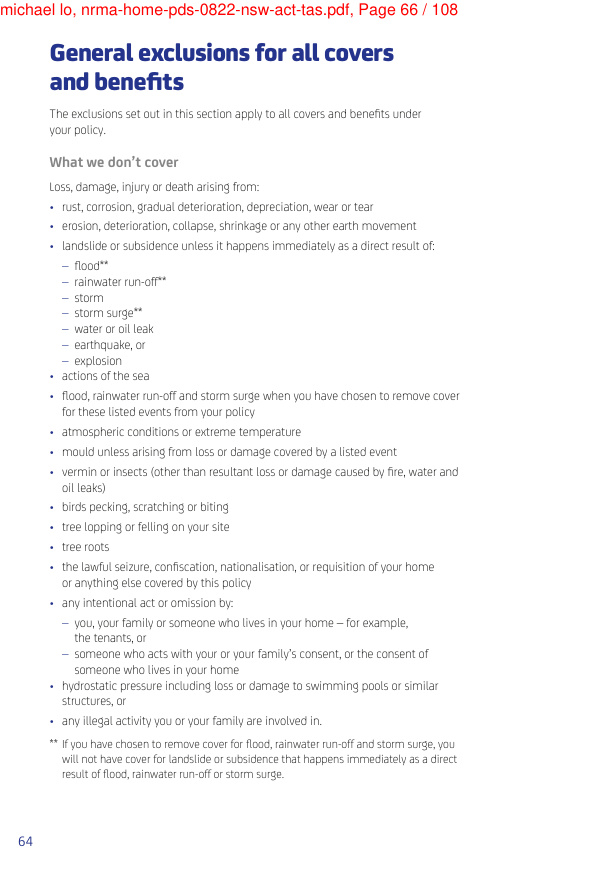 michael lo, nrma-home-pds-0822-nsw-act-tas.pdf, Page 66 / 108
General exclusions for all covers
and benefits
The exclusions set out in this section apply to all covers and benefits under
your policy.
What we don't cover
Loss, damage, injury or death arising from:
• rust, corrosion, gradual deterioration, depreciation, wear or tear
• erosion, deterioration, collapse, shrinkage or any other earth movement
• landslide or subsidence unless it happens immediately as a direct result of:
– flood**
– rainwater run-off**
– storm
– storm surge**
– water or oil leak
– earthquake, or
– explosion
• actions of the sea
• flood, rainwater run-off and storm surge when you have chosen to remove cover
for these listed events from your policy
• atmospheric conditions or extreme temperature
• mould unless arising from loss or damage covered by a listed event
• vermin or insects (other than resultant loss or damage caused by fire, water and
oil leaks)
• birds pecking, scratching or biting
• tree lopping or felling on your site
• tree roots
• the lawful seizure, confiscation, nationalisation, or requisition of your home
or anything else covered by this policy
• any intentional act or omission by:
– you, your family or someone who lives in your home – for example,
the tenants, or
– someone who acts with your or your family's consent, or the consent of
someone who lives in your home
• hydrostatic pressure including loss or damage to swimming pools or similar
structures, or
• any illegal activity you or your family are involved in.
** If you have chosen to remove cover for flood, rainwater run-off and storm surge, you
will not have cover for landslide or subsidence that happens immediately as a direct
result of flood, rainwater run-off or storm surge.
64